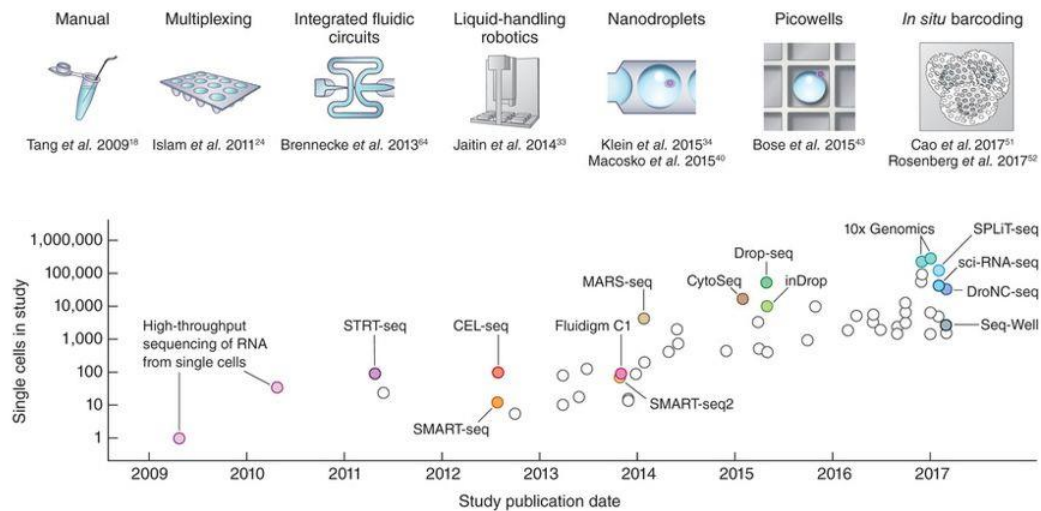 Manual
Multiplexing
Integrated fluidic
circuits
Liquid-handling
robotics
Nanodroplets
Picowells
In situ barcoding
Tang et al. 2009¹⁸
Islam et al. 2011²⁴
Brennecke et al. 2013⁶⁴
Jaitin et al. 2014³³
Klein et al. 2015³⁴
Macosko et al. 2015⁴⁰
Bose et al. 2015⁴³
Cao et al. 2017⁵¹
Rosenberg et al. 2017⁵²
Single cells in study
1,000,000
100,000
10,000
1,000
100
10
1
High-throughput
sequencing of RNA
from single cells
STRT-seq
CEL-seq
SMART-seq
Fluidigm C1
SMART-seq2
MARS-seq
CytoSeq
Drop-seq
inDrop
10x Genomics
SPLiT-seq
sci-RNA-seq
DroNC-seq
Seq-Well
2009
2010
2011
2012
2013
2014
2015
2016
2017
Study publication date